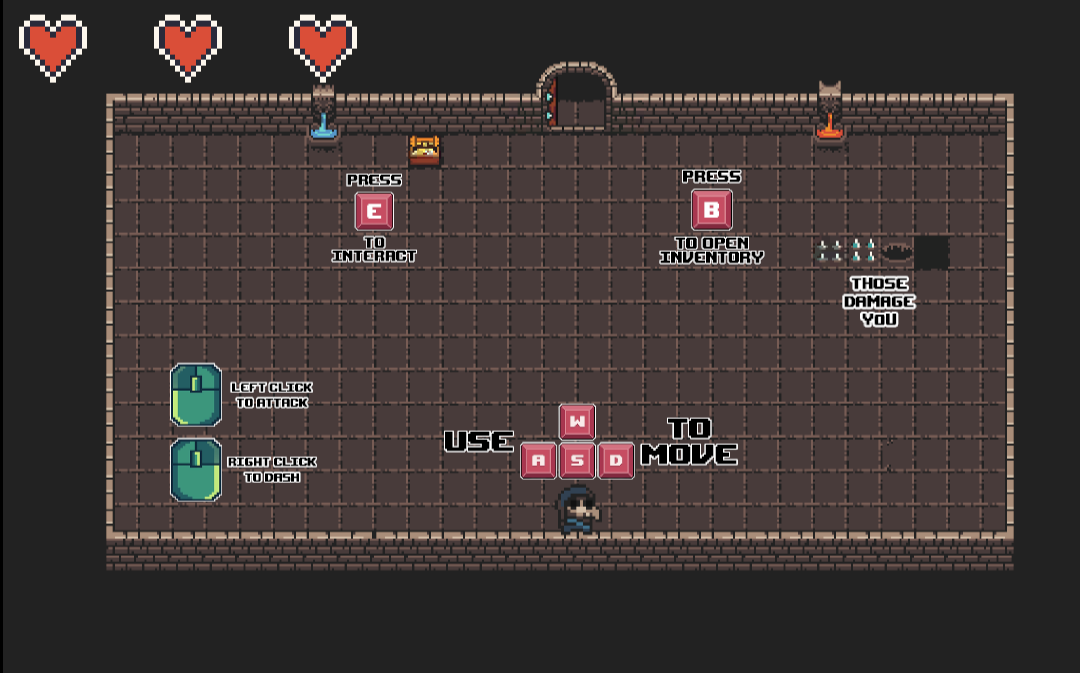 PRESS
E
TO
INTERACT
PRESS
B
TO OPEN
INVENTORY
THOSE
DAMAGE
YOU
LEFT CLICK
TO ATTACK
RIGHT CLICK
TO DASH
USE
W
A S D
TO
MOVE